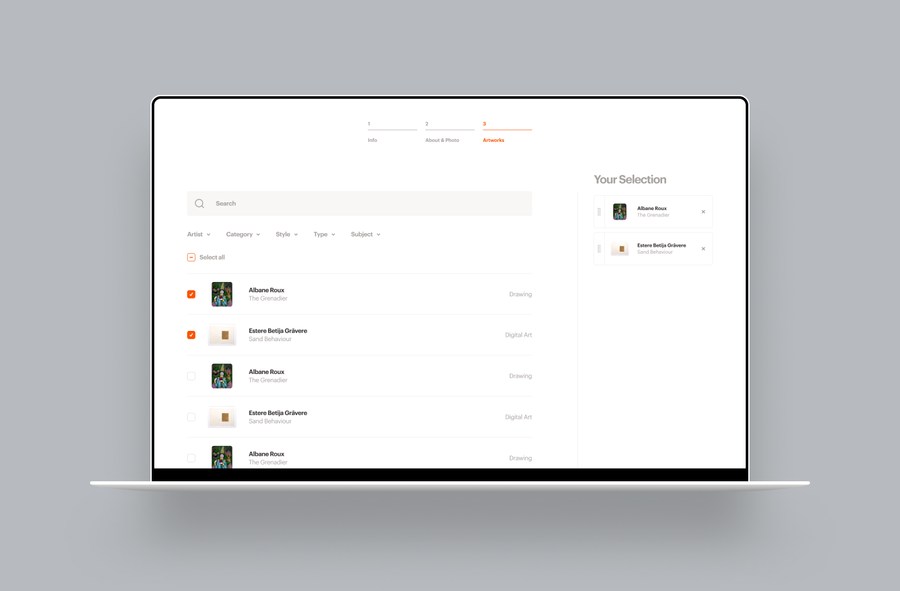 1 2 3
Info About & Photo Artworks
Your Selection
Search
Artist Category Style Type Subject
Select all
Albane Roux
The Grenadier
Drawing
Estere Betija Grāvere
Sand Behaviour
Digital Art
Albane Roux
The Grenadier
Drawing
Estere Betija Grāvere
Sand Behaviour
Digital Art
Albane Roux
The Grenadier
Drawing
Albane Roux
The Grenadier
Estere Betija Grāvere
Sand Behaviour